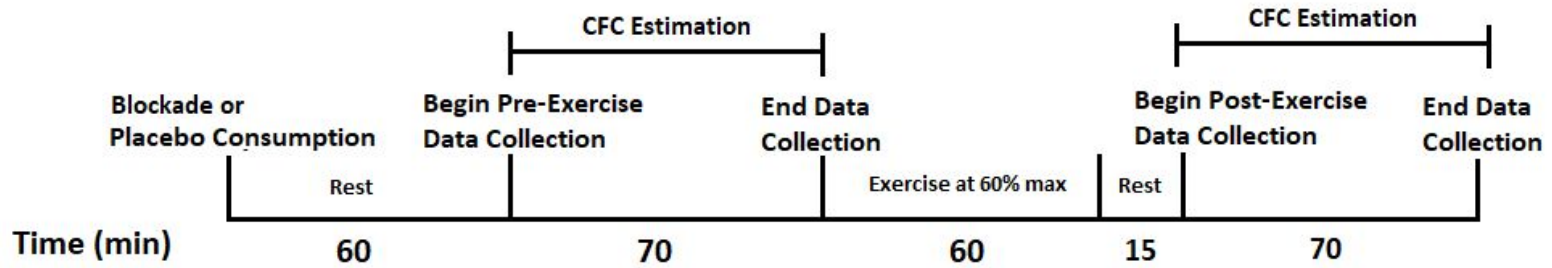 CFC Estimation
CFC Estimation
Blockade or
Placebo Consumption
Begin Pre-Exercise
Data Collection
End Data
Collection
Begin Post-Exercise
Data Collection
End Data
Collection
Rest
Exercise at 60% max
Rest
Time (min)
60
70
60
15
70